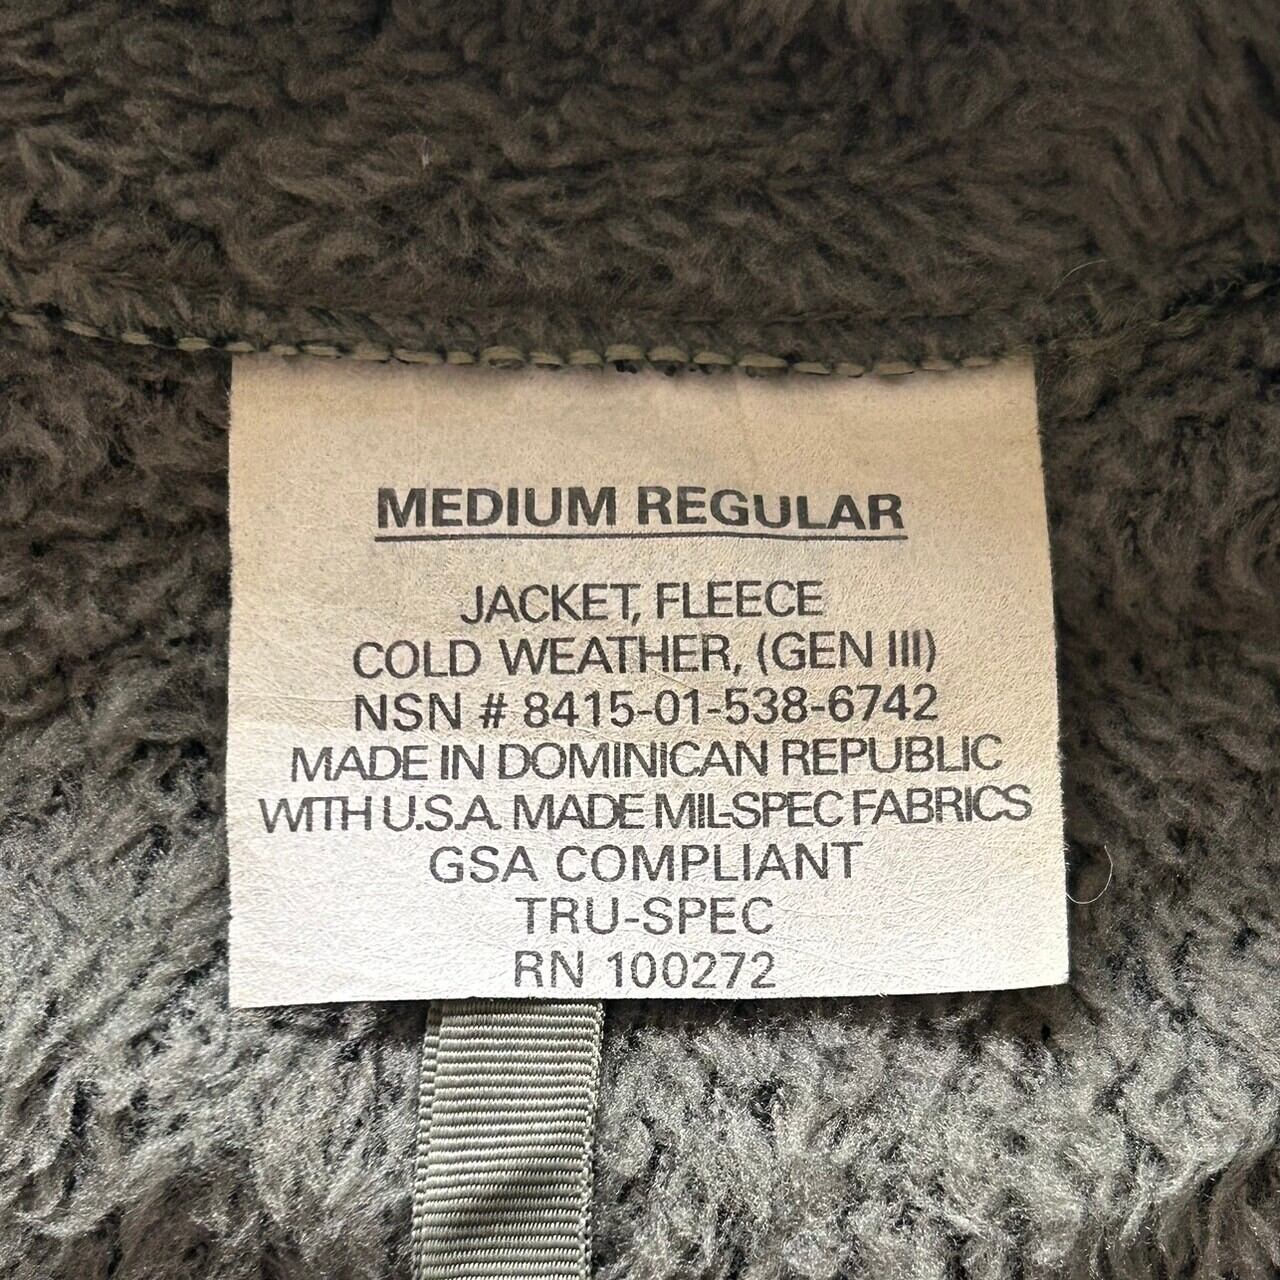 MEDIUM REGULAR
JACKET, FLEECE
COLD WEATHER, (GEN III)
NSN # 8415-01-538-6742
MADE IN DOMINICAN REPUBLIC
WITH U.S.A. MADE MIL-SPEC FABRICS
GSA COMPLIANT
TRU-SPEC
RN 100272